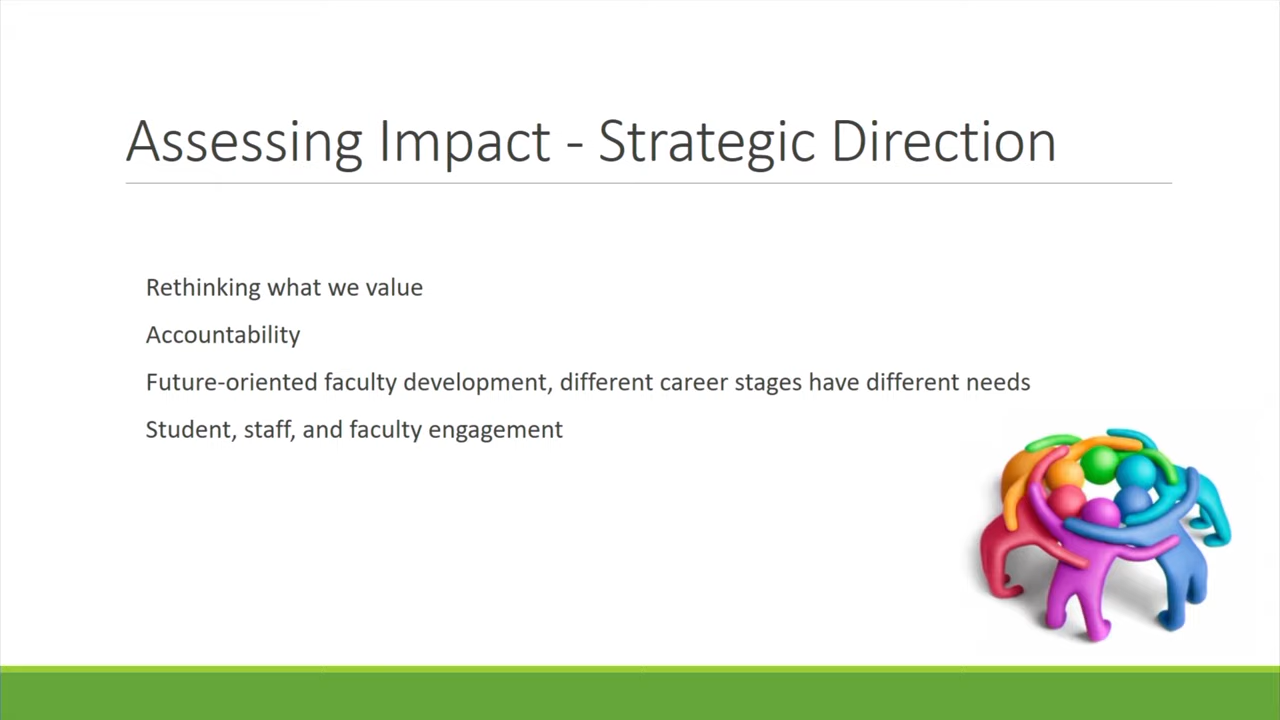 Assessing Impact - Strategic Direction
Rethinking what we value
Accountability
Future-oriented faculty development, different career stages have different needs
Student, staff, and faculty engagement